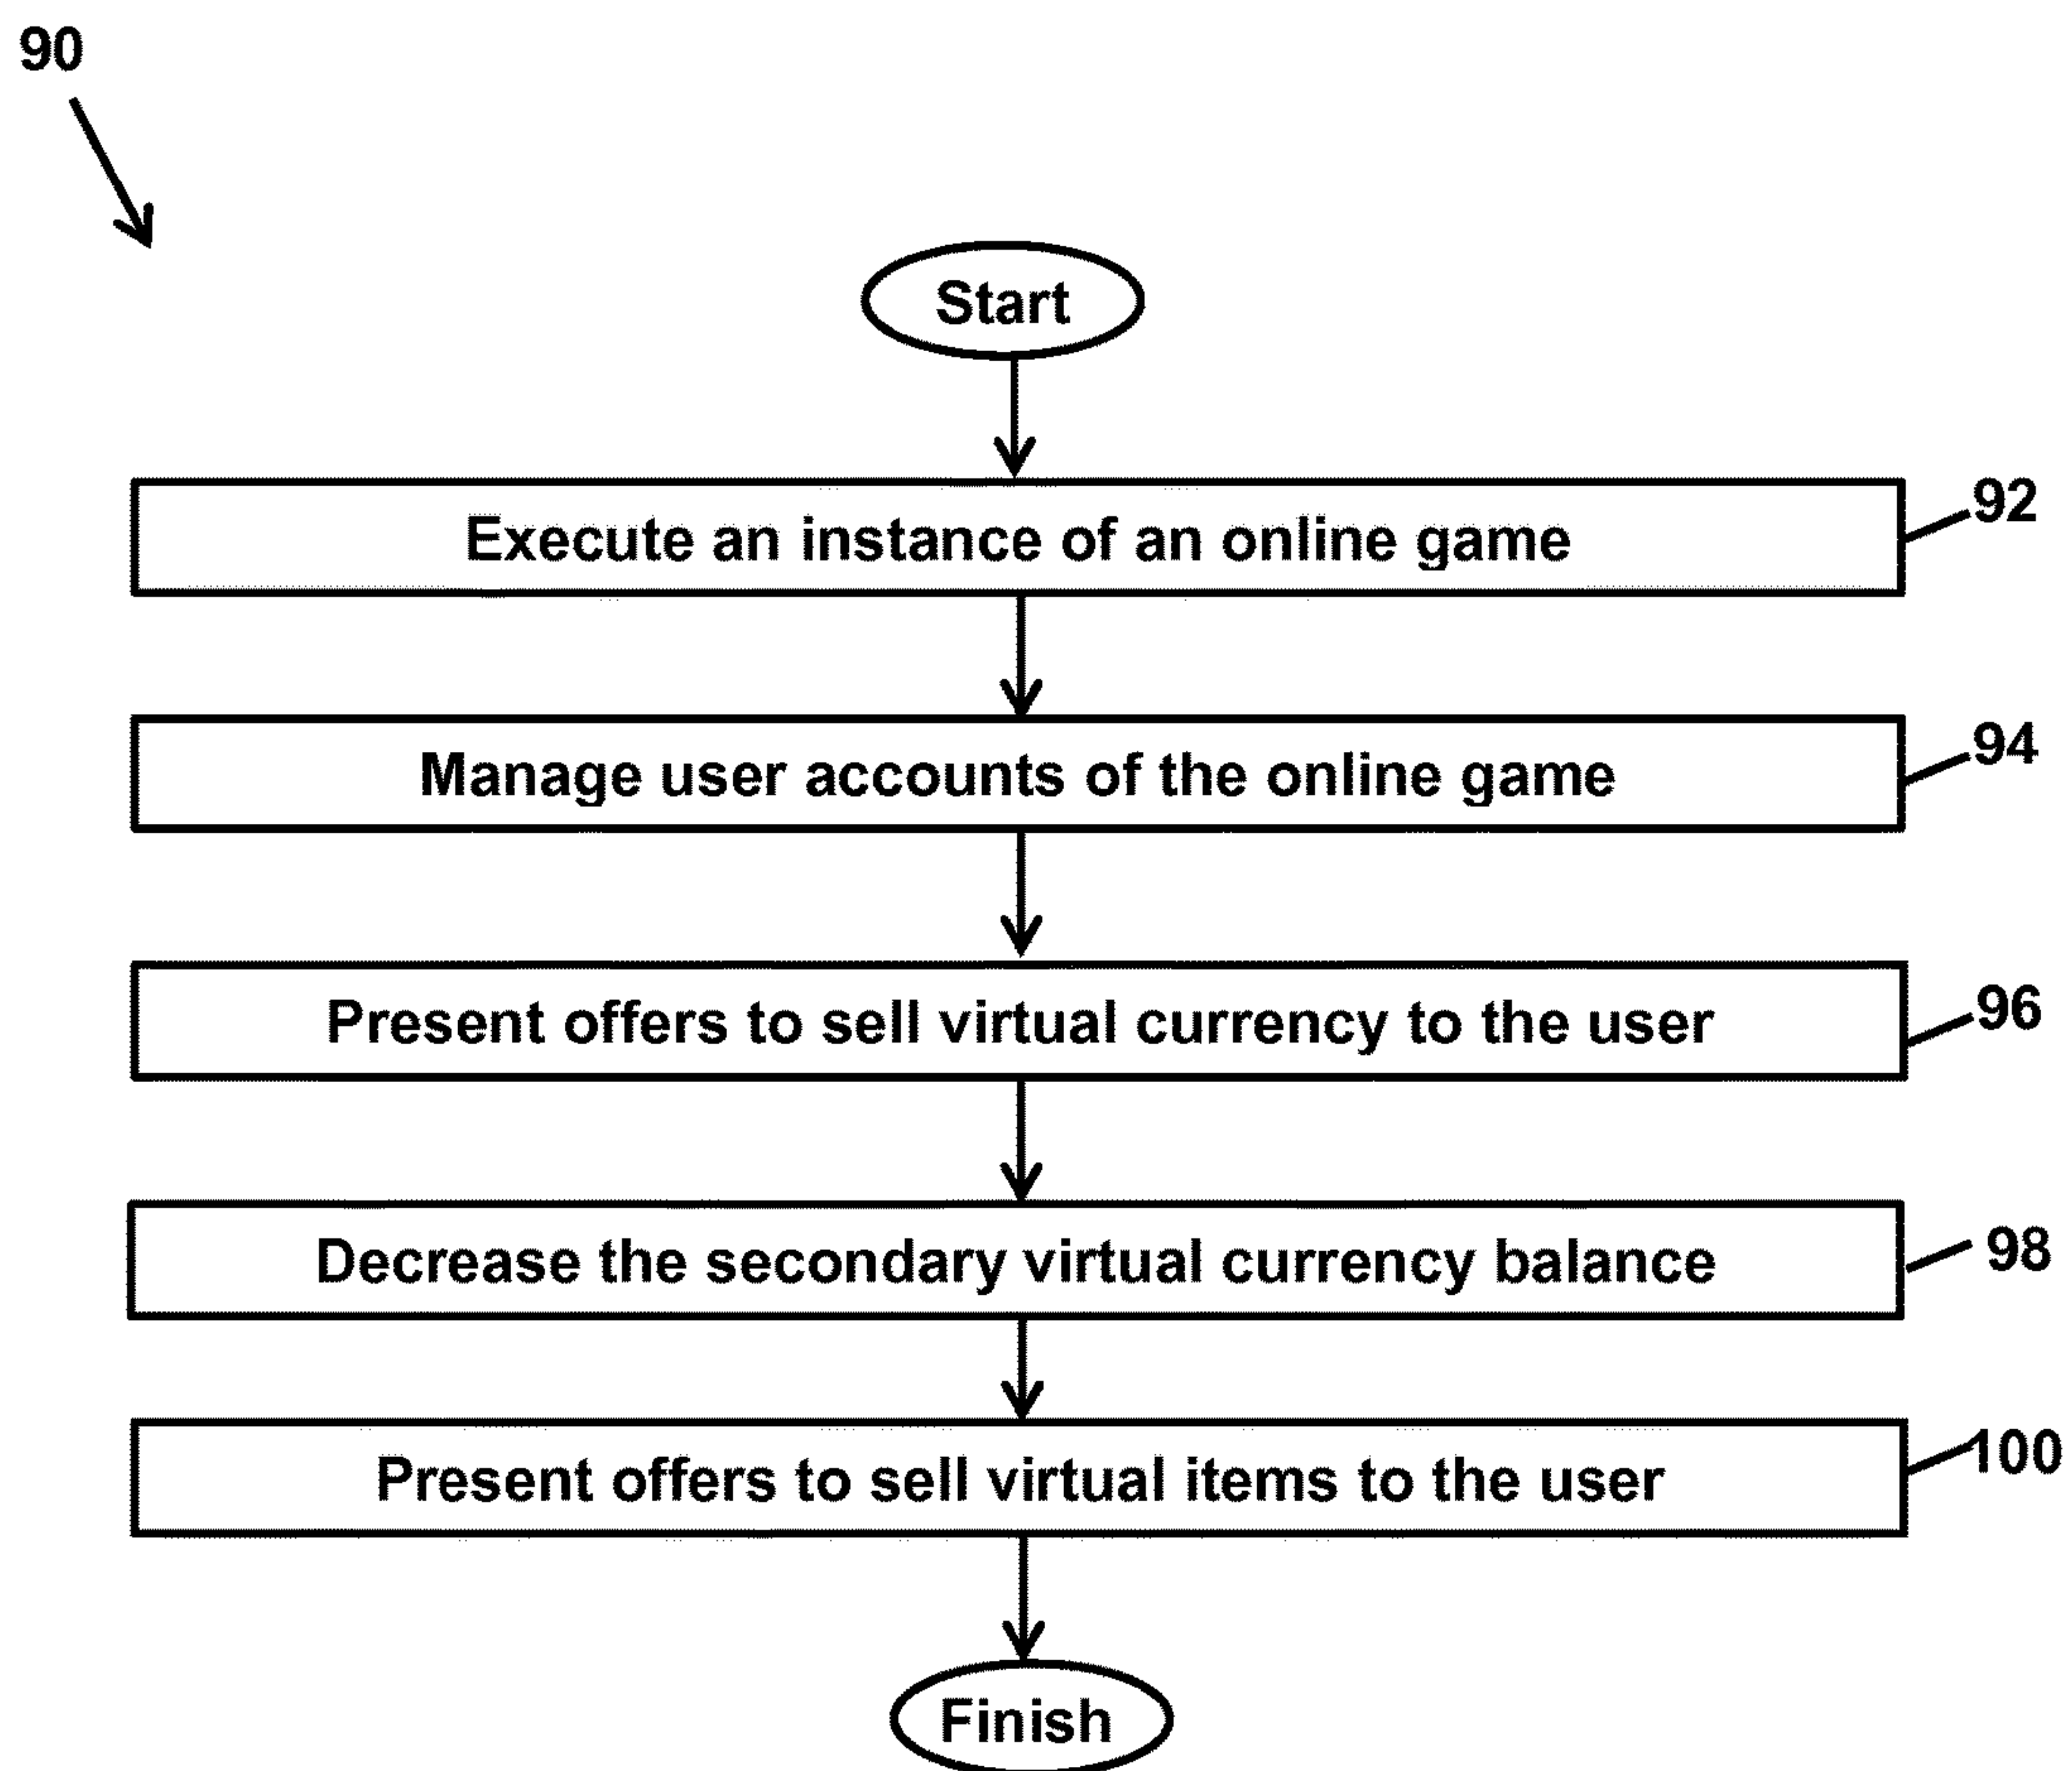 90
Start
Execute an instance of an online game
92
Manage user accounts of the online game
94
Present offers to sell virtual currency to the user
96
Decrease the secondary virtual currency balance
98
Present offers to sell virtual items to the user
100
Finish